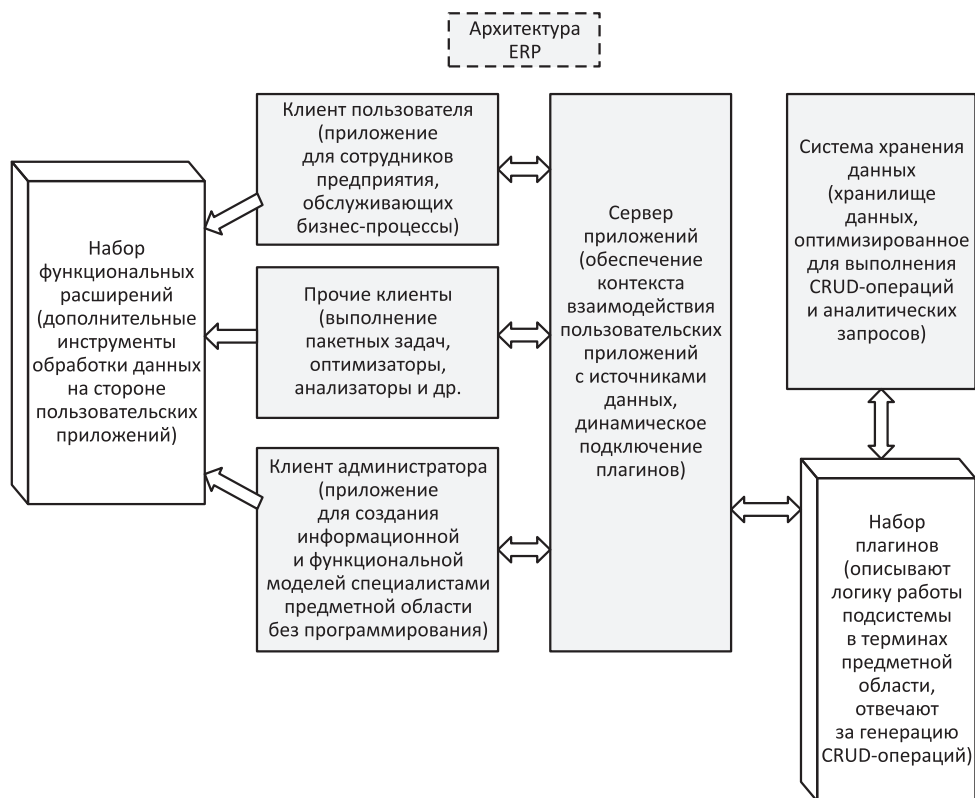 Архитектура
ERP
Клиент пользователя
(приложение
для сотрудников
предприятия,
обслуживающих
бизнес-процессы)
Набор
функциональных
расширений
(дополнительные
инструменты
обработки данных
на стороне
пользовательских
приложений)
Прочие клиенты
(выполнение
пакетных задач,
оптимизаторы,
анализаторы и др.
Клиент администратора
(приложение
для создания
информационной
и функциональной
моделей специалистами
предметной области
без программирования)
Сервер
приложений
(обеспечение
контекста
взаимодействия
пользовательских
приложений
с источниками
данных,
динамическое
подключение
плагинов)
Система хранения
данных
(хранилище
данных,
оптимизированное
для выполнения
CRUD-операций
и аналитических
запросов)
Набор
плагинов
(описывают
логику работы
подсистемы
в терминах
предметной
области,
отвечают
за генерацию
CRUD-операций)